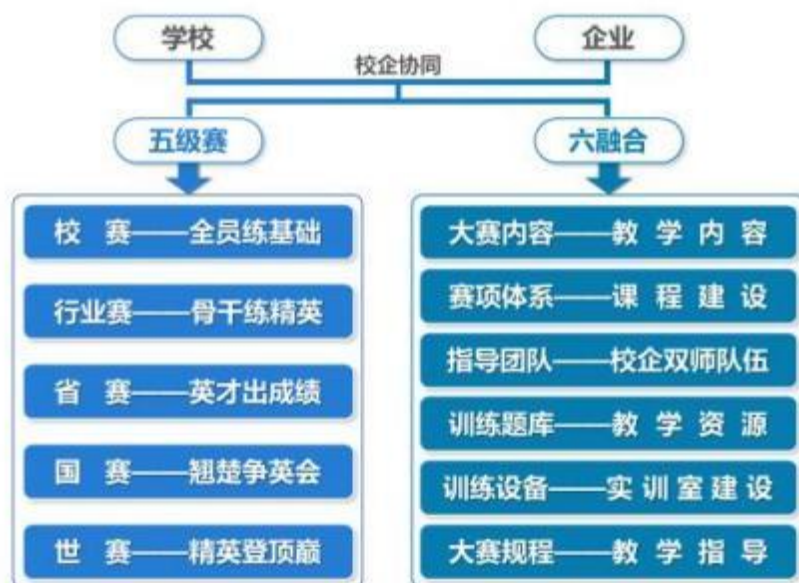 学校
企业
校企协同
五级赛
六融合
校 赛——全员练基础
行业赛——骨干练精英
省 赛——英才出成绩
国 赛——翘楚争英会
世 赛——精英登顶巅
大赛内容——教 学 内 容
赛项体系——课 程 建 设
指导团队——校企双师队伍
训练题库——教 学 资 源
训练设备——实 训 室 建 设
大赛规程——教 学 指 导